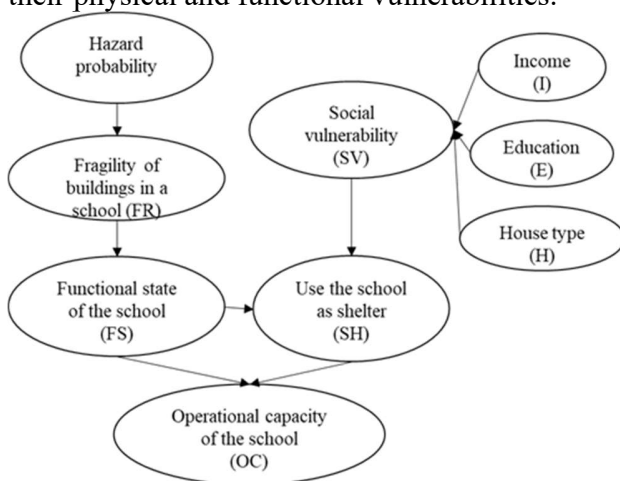 their physical and functional vulnerabilities.
Hazard
probability
Fragility of
buildings in a
school (FR)
Functional state
of the school
(FS)
Social
vulnerability
(SV)
Income
(I)
Education
(E)
House type
(H)
Use the school
as shelter
(SH)
Operational capacity
of the school
(OC)